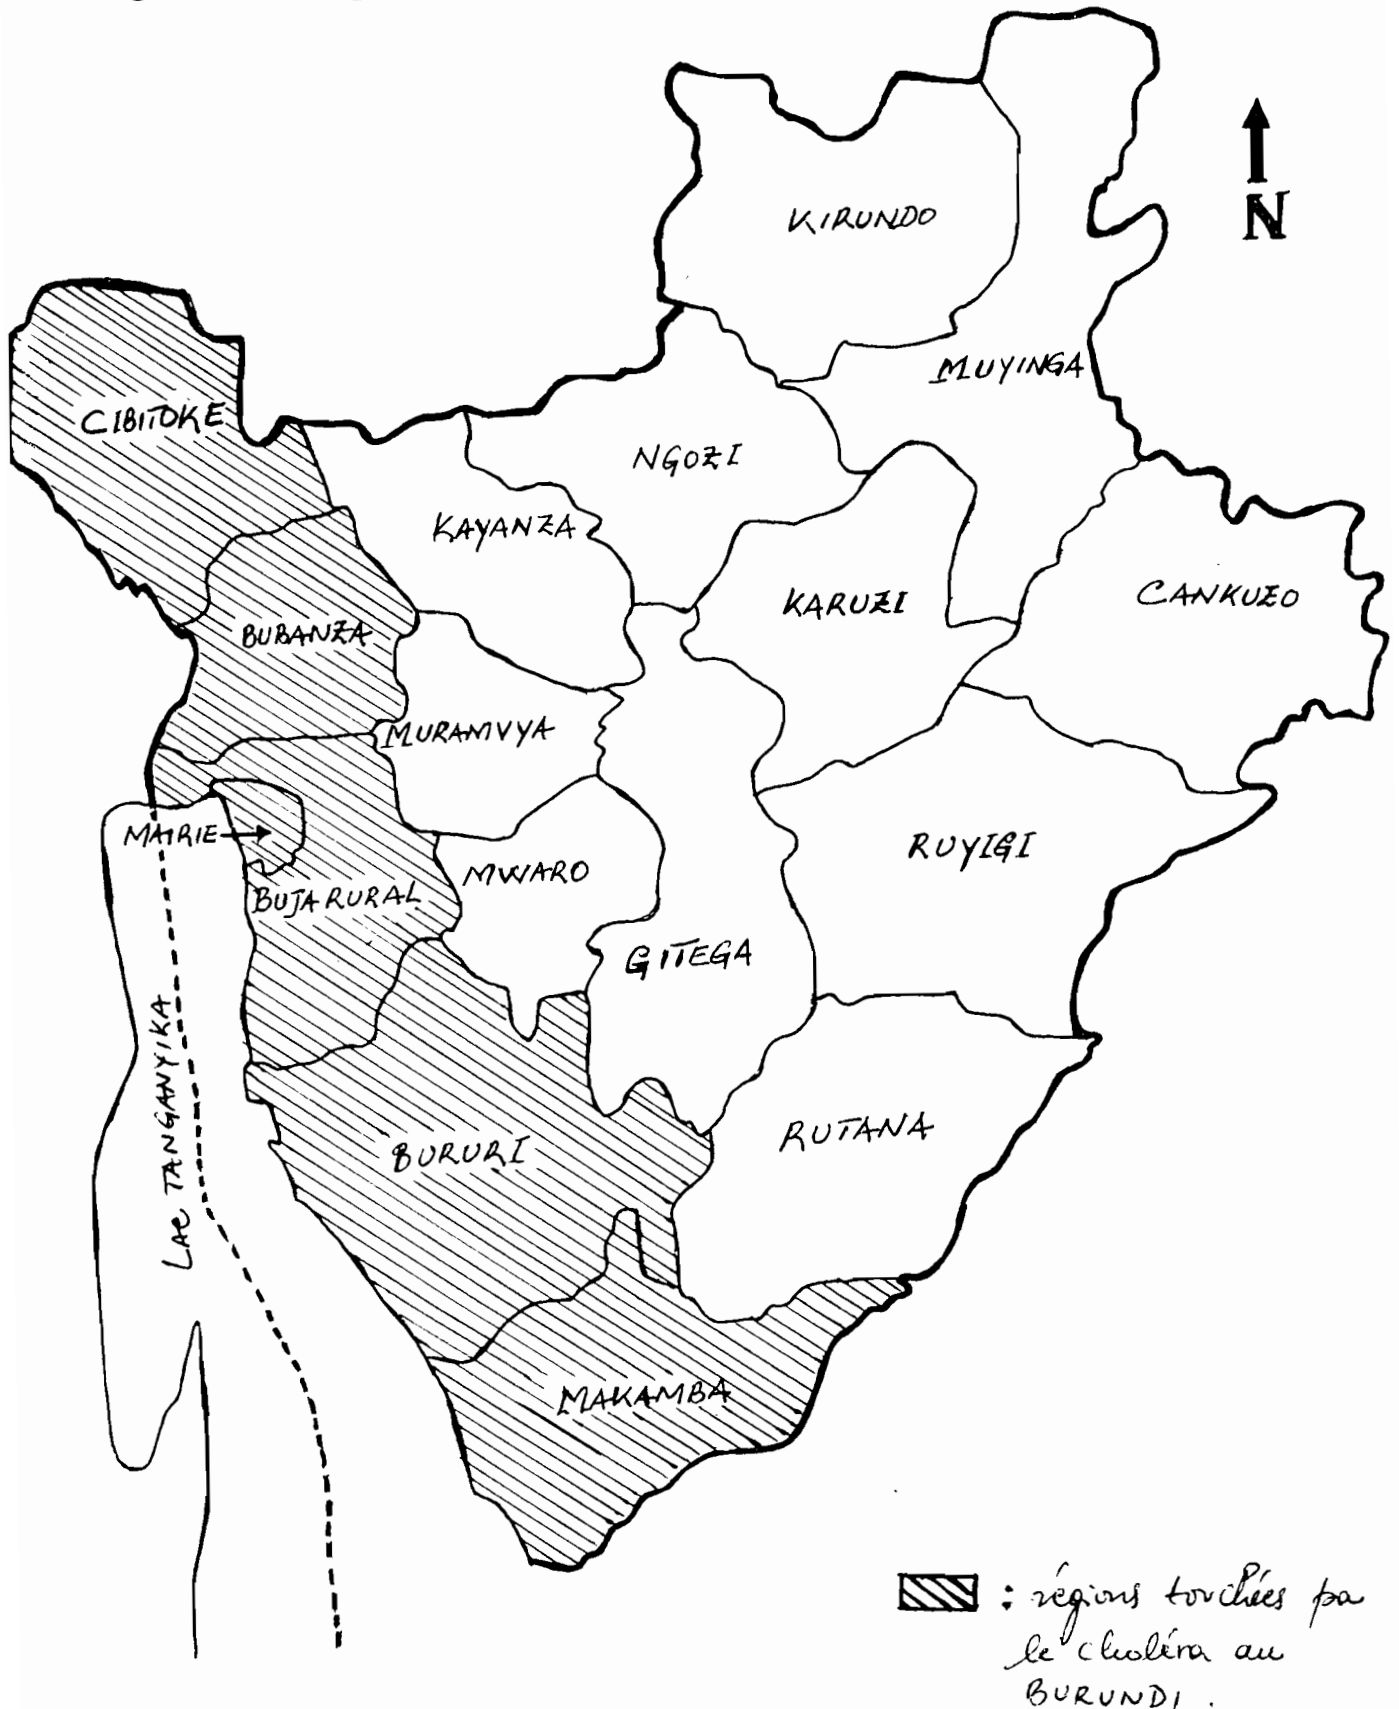 N
KIRUNDO
MUYINGA
CIBITOKE
NGOZI
KAYANZA
KARUZI
CANKUZO
BUBANZA
MURAMVYA
MAIRIE
RUYIGI
MWARO
BUJA RURAL
GITEGA
LAC TANGANYIKA
RUTANA
BURURI
MAKAMBA
: régions touchées pa
le choléra au
BURUNDI.